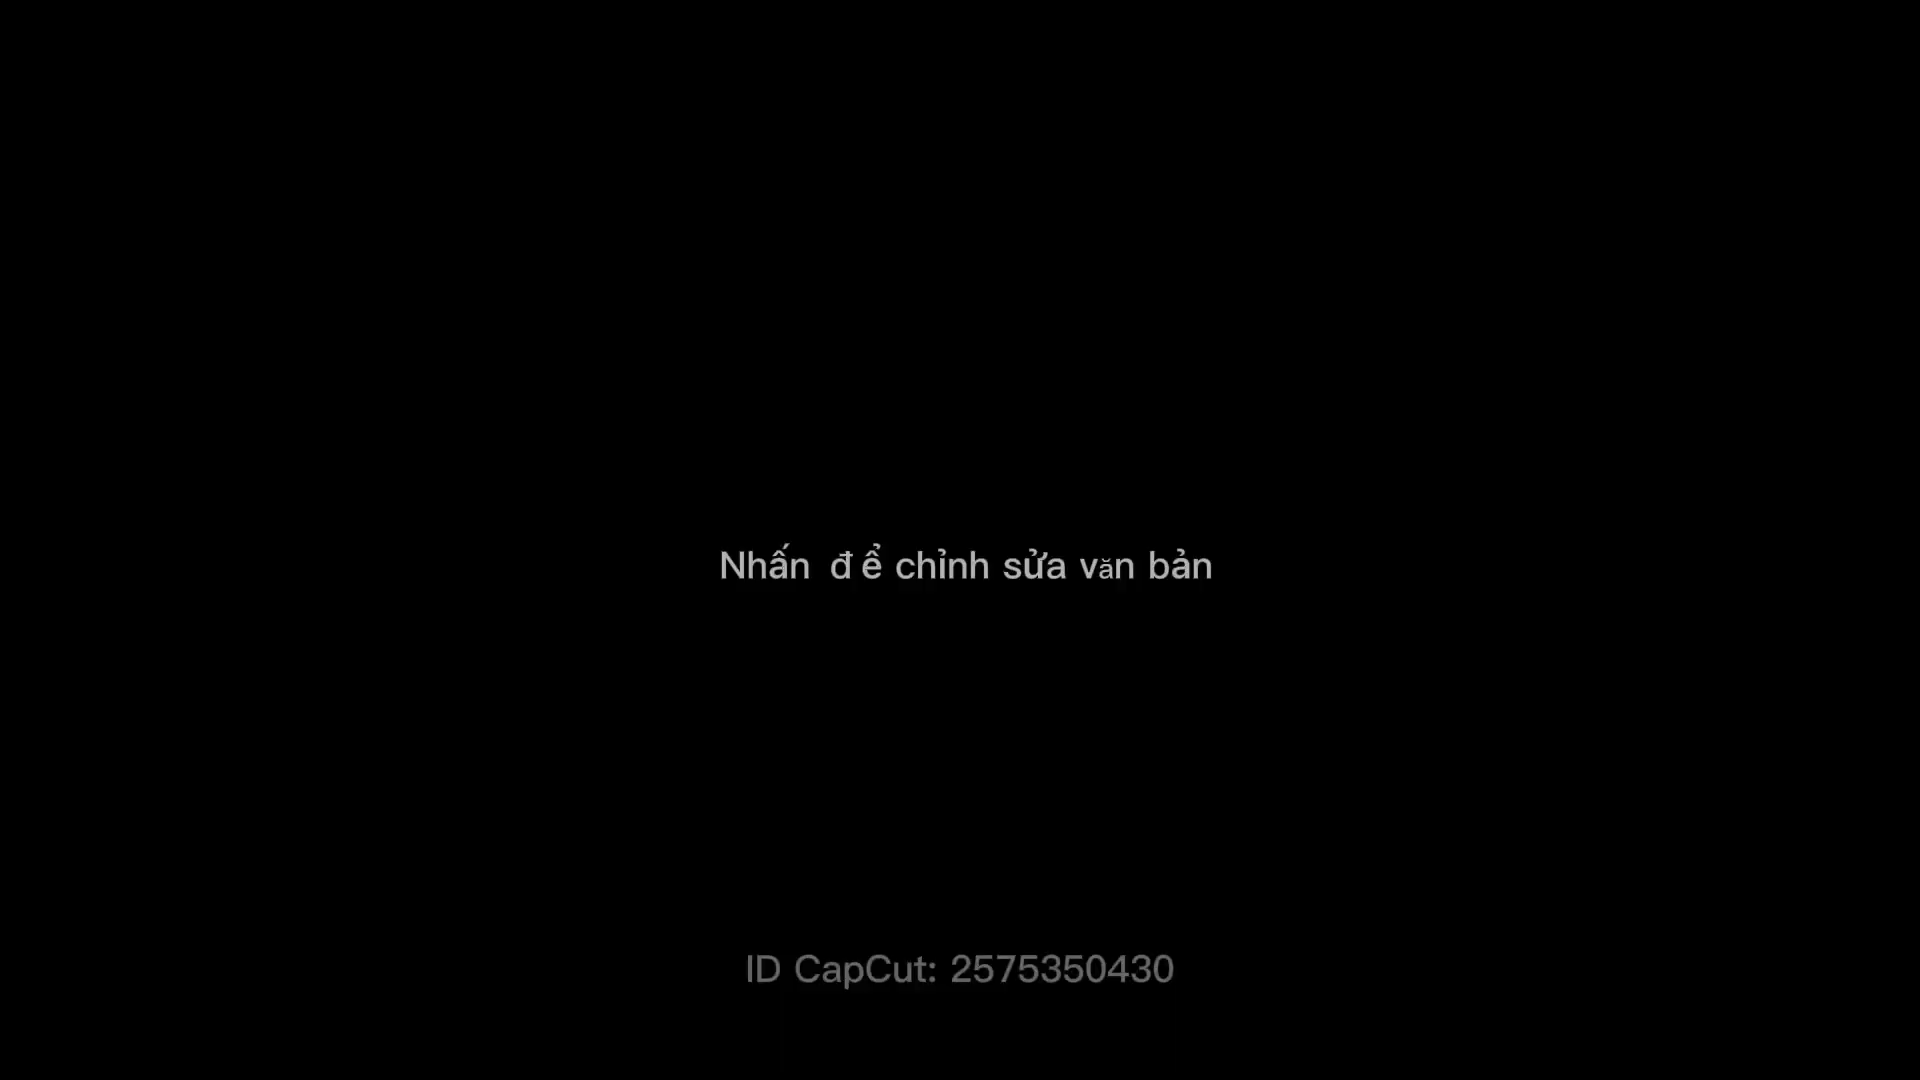 Nhấn để chỉnh sửa văn bản
ID CapCut: 2575350430